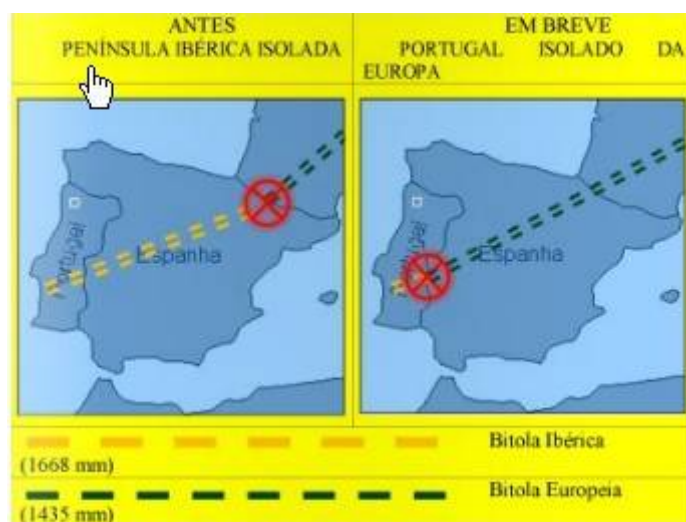 ANTES
PENÍNSULA IBÉRICA ISOLADA
EM BREVE
PORTUGAL ISOLADO DA
EUROPA
Portugal
Espanha
Portugal
Espanha
Bitola Ibérica
(1668 mm)
Bitola Europeia
(1435 mm)